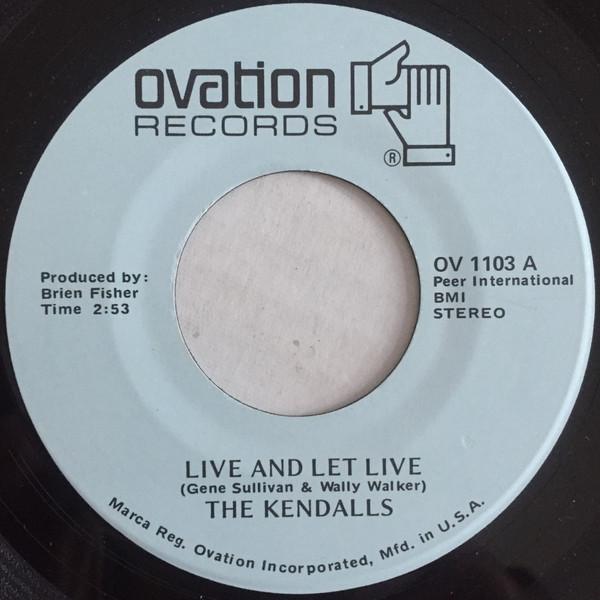 ovation
RECORDS
®
Produced by:
Brien Fisher
Time 2:53
OV 1103 A
Peer International
BMI
STEREO
LIVE AND LET LIVE
(Gene Sullivan & Wally Walker)
THE KENDALLS
Marca Reg. Ovation Incorporated, Mfd. in U.S.A.